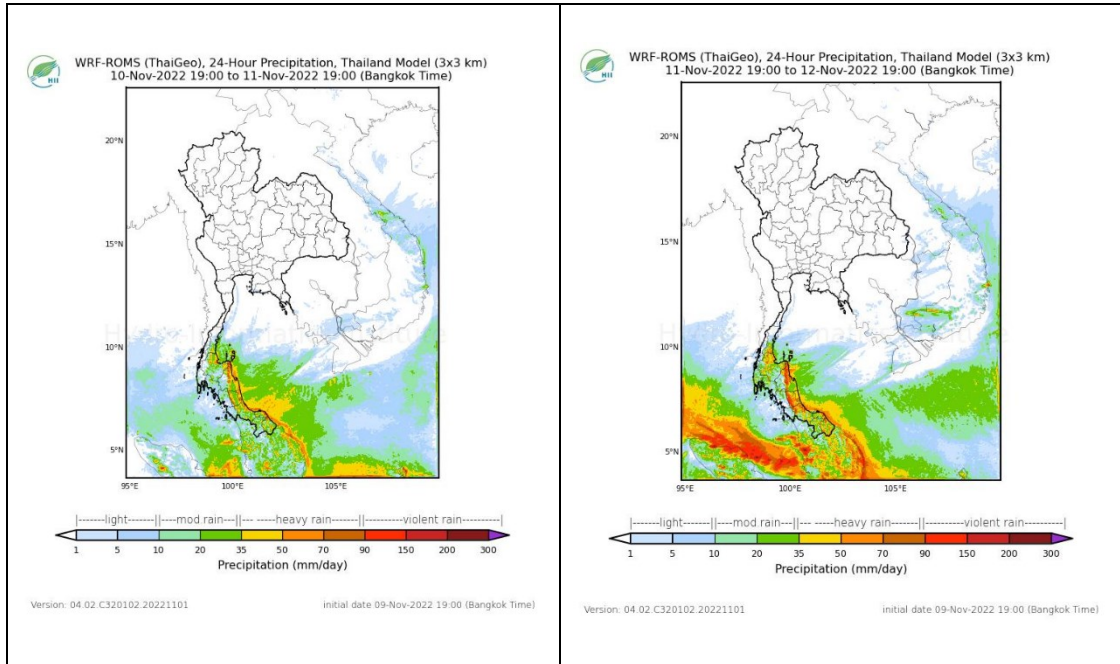 HII
WRF-ROMS (ThaiGeo), 24-Hour Precipitation, Thailand Model (3x3 km)
10-Nov-2022 19:00 to 11-Nov-2022 19:00 (Bangkok Time)
20°N
15°N
10°N
5°N
95°E 100°E 105°E
|-------light-------||----mod rain---||--- ----heavy rain-------||----------violent rain-----------|
1 5 10 20 35 50 70 90 150 200 300
Precipitation (mm/day)
Version: 04.02.C320102.20221101 initial date 09-Nov-2022 19:00 (Bangkok Time)
HII
WRF-ROMS (ThaiGeo), 24-Hour Precipitation, Thailand Model (3x3 km)
11-Nov-2022 19:00 to 12-Nov-2022 19:00 (Bangkok Time)
20°N
15°N
10°N
5°N
95°E 100°E 105°E
|-------light-------||----mod rain---||--- ----heavy rain-------||----------violent rain-----------|
1 5 10 20 35 50 70 90 150 200 300
Precipitation (mm/day)
Version: 04.02.C320102.20221101 initial date 09-Nov-2022 19:00 (Bangkok Time)